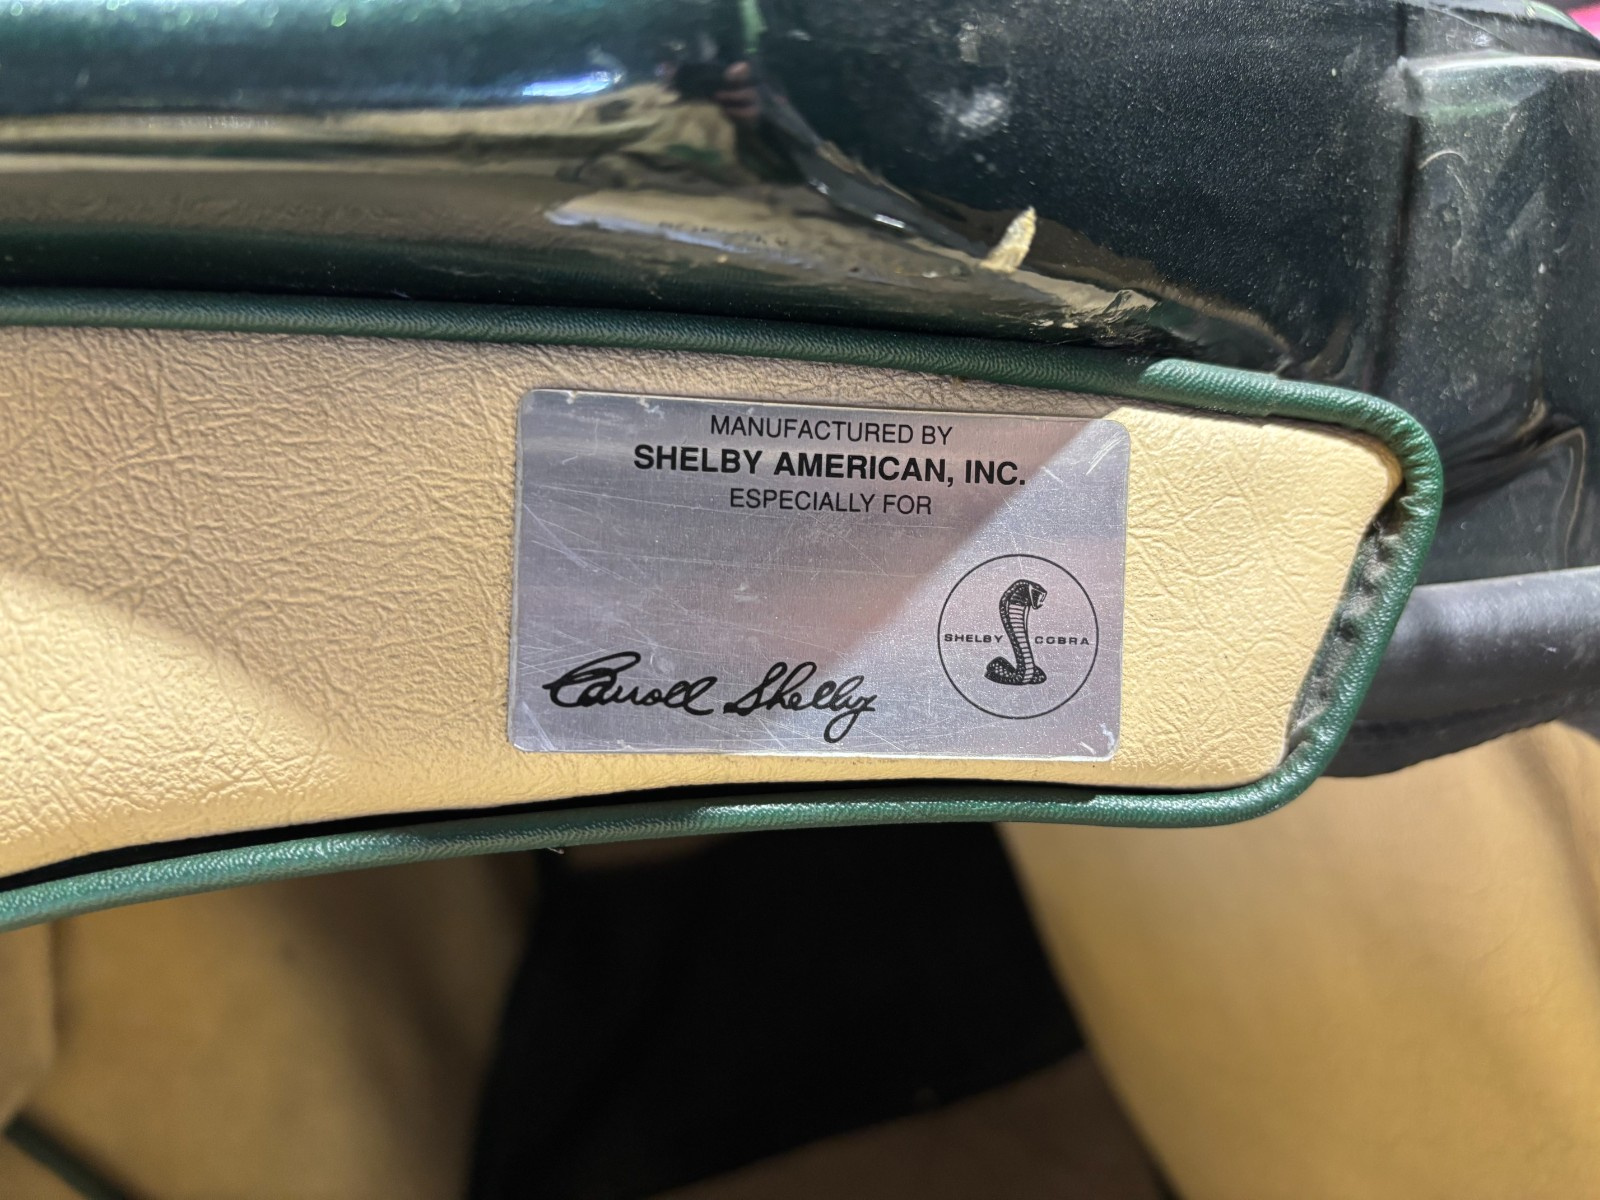 MANUFACTURED BY
SHELBY AMERICAN, INC.
ESPECIALLY FOR
SHELBY COBRA
Carroll Shelby